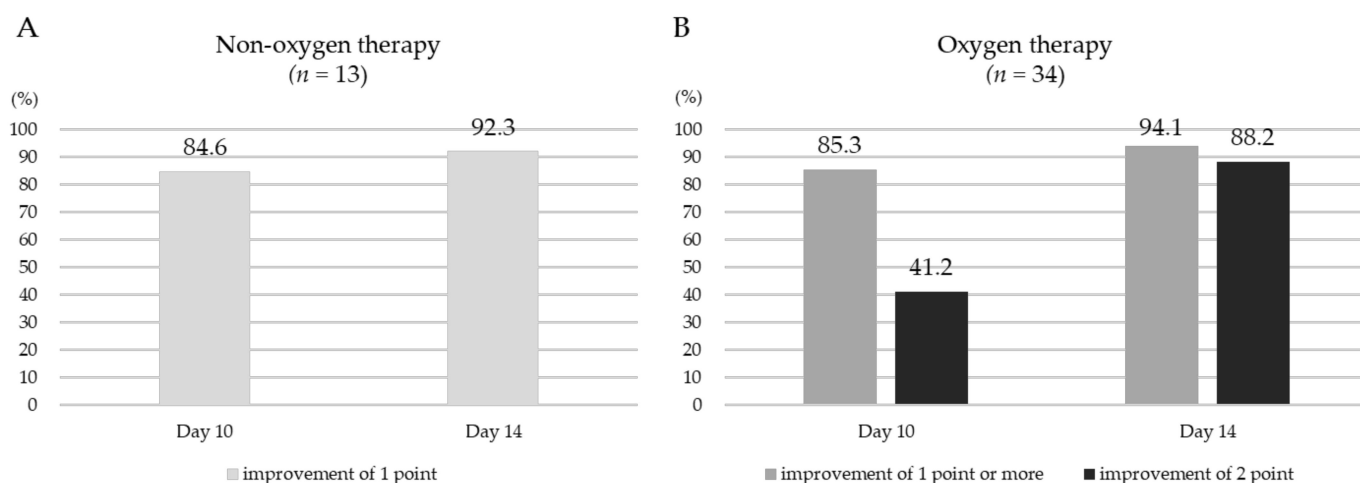 A
Non-oxygen therapy
(n = 13)
(%)
100
90
80
70
60
50
40
30
20
10
0
84.6
92.3
Day 10
Day 14
improvement of 1 point
B
Oxygen therapy
(n = 34)
(%)
100
90
80
70
60
50
40
30
20
10
0
85.3
41.2
94.1
88.2
Day 10
Day 14
improvement of 1 point or more
improvement of 2 point